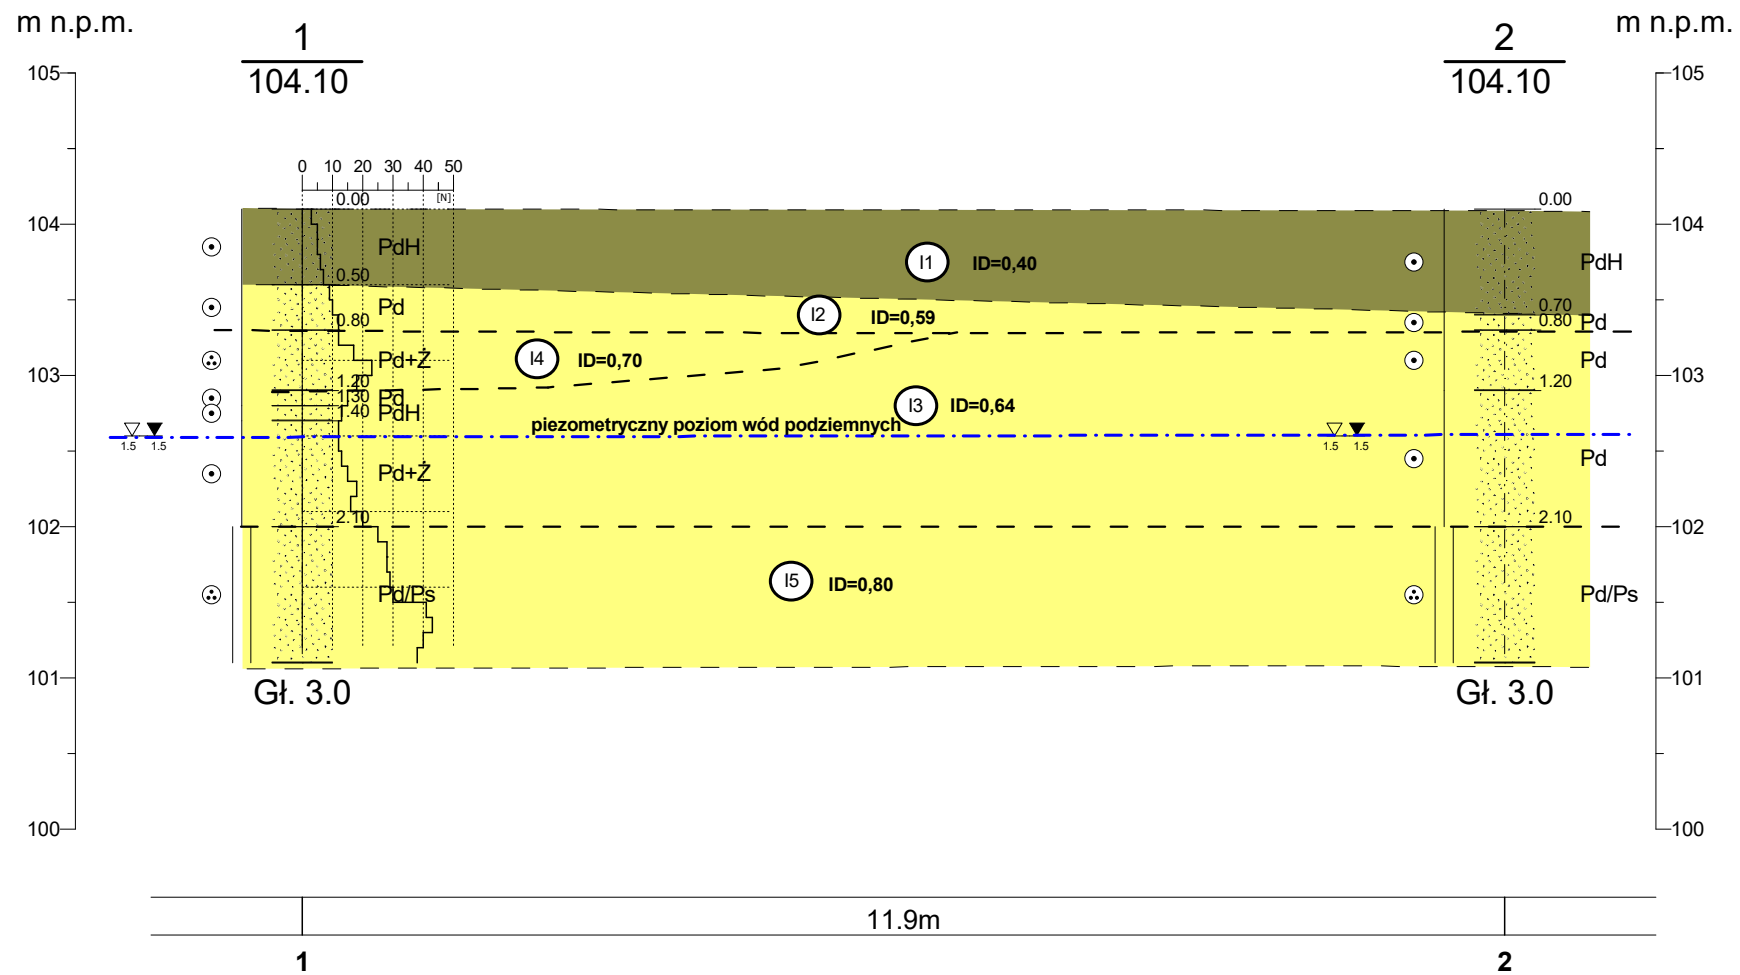 m n.p.m.
m n.p.m.
1
2
104.10
104.10
105
105
0 10 20 30 40 50
[N]
0.00
0.00
104
104
PdH
I1
ID=0,40
PdH
0.50
Pd
I2
ID=0,59
0.70
0.80
0.80
Pd
Pd+Ż
I4
ID=0,70
Pd
103
103
1.20
1.20
1.30
Pd
1.40
PdH
I3
ID=0,64
piezometryczny poziom wód podziemnych
1.5 1.5
1.5 1.5
Pd
Pd+Ż
2.10
2.10
102
102
I5
ID=0,80
Pd/Ps
Pd/Ps
101
101
Gł. 3.0
Gł. 3.0
100
100
11.9m
1
2